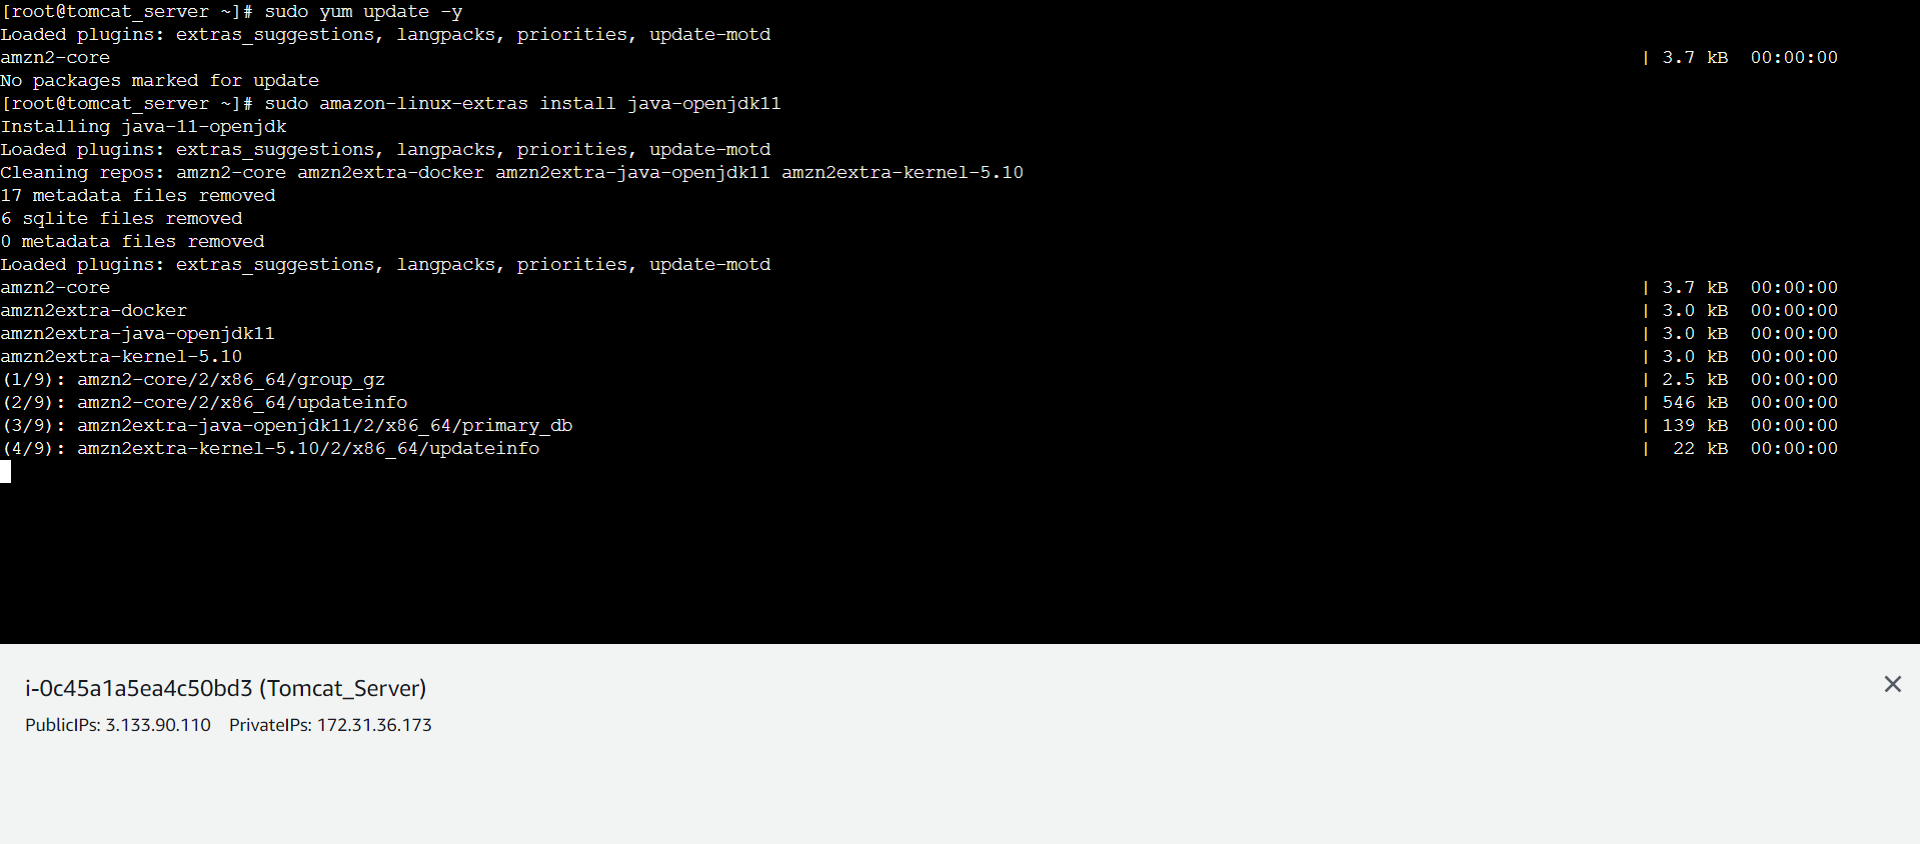 [root@tomcat_server ~]# sudo yum update -y
Loaded plugins: extras_suggestions, langpacks, priorities, update-motd
amzn2-core | 3.7 kB 00:00:00
No packages marked for update
[root@tomcat_server ~]# sudo amazon-linux-extras install java-openjdk11
Installing java-11-openjdk
Loaded plugins: extras_suggestions, langpacks, priorities, update-motd
Cleaning repos: amzn2-core amzn2extra-docker amzn2extra-java-openjdk11 amzn2extra-kernel-5.10
17 metadata files removed
6 sqlite files removed
0 metadata files removed
Loaded plugins: extras_suggestions, langpacks, priorities, update-motd
amzn2-core | 3.7 kB 00:00:00
amzn2extra-docker | 3.0 kB 00:00:00
amzn2extra-java-openjdk11 | 3.0 kB 00:00:00
amzn2extra-kernel-5.10 | 3.0 kB 00:00:00
(1/9): amzn2-core/2/x86_64/group_gz | 2.5 kB 00:00:00
(2/9): amzn2-core/2/x86_64/updateinfo | 546 kB 00:00:00
(3/9): amzn2extra-java-openjdk11/2/x86_64/primary_db | 139 kB 00:00:00
(4/9): amzn2extra-kernel-5.10/2/x86_64/updateinfo | 22 kB 00:00:00
i-0c45a1a5ea4c50bd3 (Tomcat_Server)
PublicIPs: 3.133.90.110 PrivateIPs: 172.31.36.173